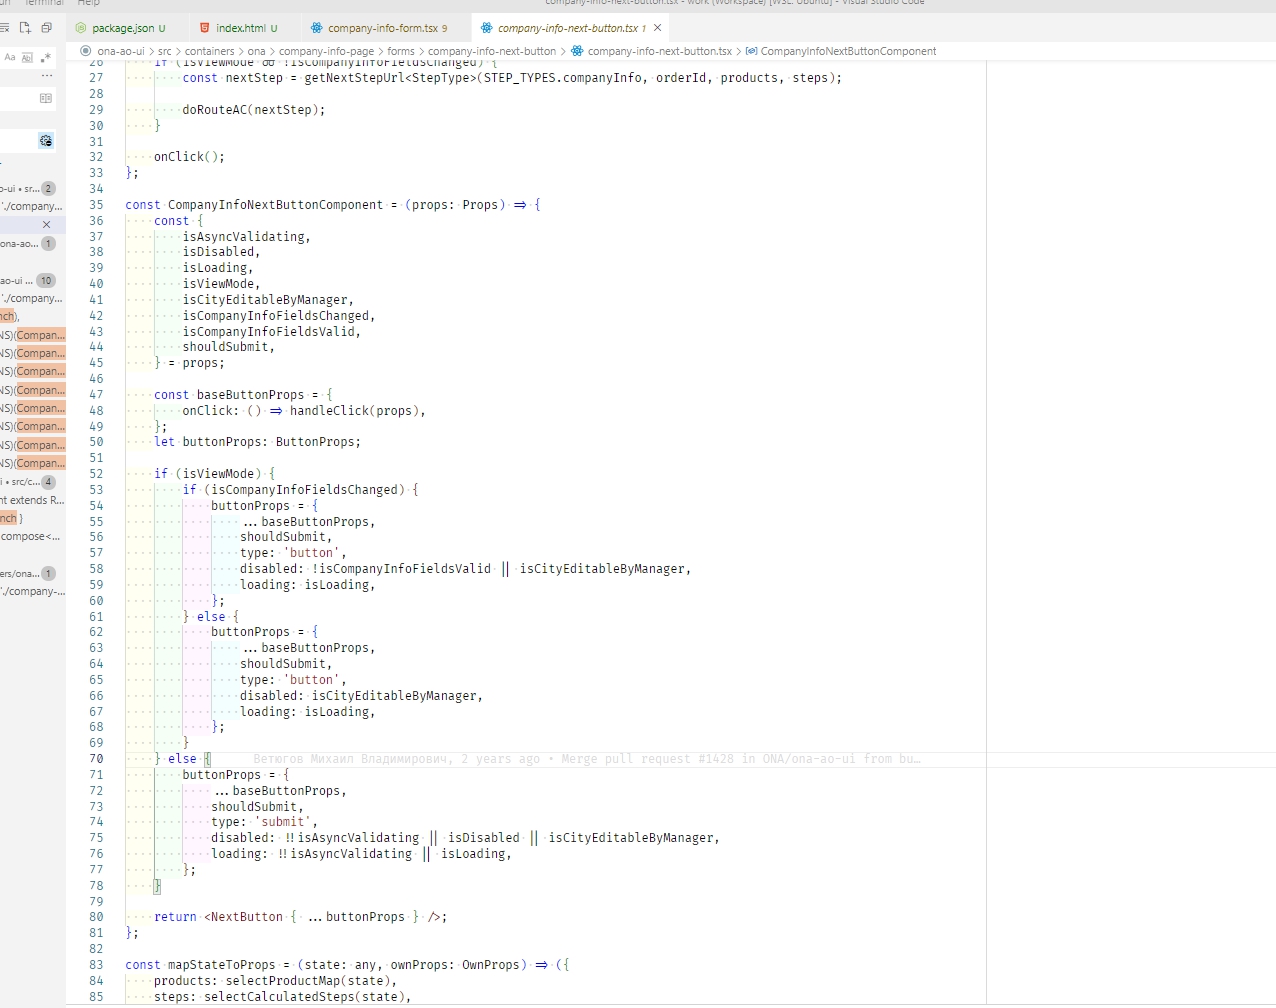 Terminal Help
company-info-next-button.tsx - work (Workspace) [WSL: Ubuntu] - Visual Studio Code
package.json U
index.html U
company-info-form.tsx 9
company-info-next-button.tsx 1
ona-ao-ui > src > containers > ona > company-info-page > forms > company-info-next-button > company-info-next-button.tsx > CompanyInfoNextButtonComponent
Aa Ab .*
...
o-ui • sr... 2
'./company...
ona-ao... 1
ao-ui ... 10
'./company...
nch),
NS)(Compan...
NS)(Compan...
NS)(Compan...
NS)(Compan...
NS)(Compan...
NS)(Compan...
NS)(Compan...
NS)(Compan...
i • src/c... 4
nt extends R...
nch }
compose<...
ers/ona... 1
'./company-...
26 if (isViewMode && !isCompanyInfoFieldsChanged) {
27 const nextStep = getNextStepUrl<StepType>(STEP_TYPES.companyInfo, orderId, products, steps);
28
29 doRouteAC(nextStep);
30 }
31
32 onClick();
33 };
34
35 const CompanyInfoNextButtonComponent = (props: Props) => {
36 const {
37 isAsyncValidating,
38 isDisabled,
39 isLoading,
40 isViewMode,
41 isCityEditableByManager,
42 isCompanyInfoFieldsChanged,
43 isCompanyInfoFieldsValid,
44 shouldSubmit,
45 } = props;
46
47 const baseButtonProps = {
48 onClick: () => handleClick(props),
49 };
50 let buttonProps: ButtonProps;
51
52 if (isViewMode) {
53 if (isCompanyInfoFieldsChanged) {
54 buttonProps = {
55 ...baseButtonProps,
56 shouldSubmit,
57 type: 'button',
58 disabled: !isCompanyInfoFieldsValid || isCityEditableByManager,
59 loading: isLoading,
60 };
61 } else {
62 buttonProps = {
63 ...baseButtonProps,
64 shouldSubmit,
65 type: 'button',
66 disabled: isCityEditableByManager,
67 loading: isLoading,
68 };
69 }
70 } else { Ветюгов Михаил Владимирович, 2 years ago • Merge pull request #1428 in ONA/ona-ao-ui from bu…
71 buttonProps = {
72 ...baseButtonProps,
73 shouldSubmit,
74 type: 'submit',
75 disabled: !!isAsyncValidating || isDisabled || isCityEditableByManager,
76 loading: !!isAsyncValidating || isLoading,
77 };
78 }
79
80 return <NextButton { ...buttonProps } />;
81 };
82
83 const mapStateToProps = (state: any, ownProps: OwnProps) => ({
84 products: selectProductMap(state),
85 steps: selectCalculatedSteps(state),